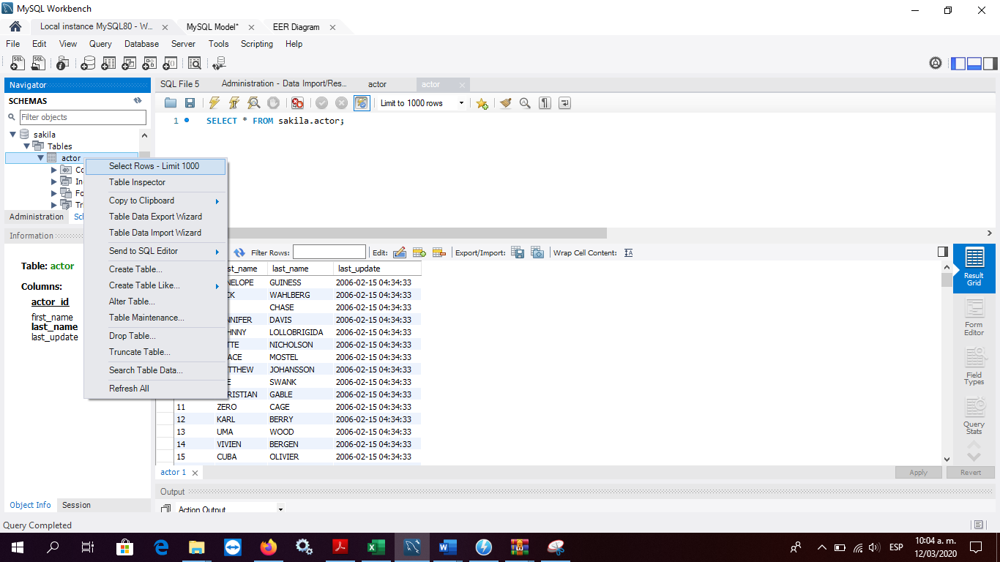 MySQL Workbench
Local instance MySQL80 - W...
MySQL Model*
EER Diagram
File Edit View Query Database Server Tools Scripting Help
Navigator
SCHEMAS
Filter objects
sakila
Tables
actor
Co
In
Fo
Tr
Administration Sch
Select Rows - Limit 1000
Table Inspector
Copy to Clipboard
Table Data Export Wizard
Table Data Import Wizard
Send to SQL Editor
Create Table...
Create Table Like...
Alter Table...
Table Maintenance...
Drop Table...
Truncate Table...
Search Table Data...
Refresh All
Information
Table: actor
Columns:
actor_id
first_name
last_name
last_update
Object Info Session
SQL File 5 Administration - Data Import/Res... actor actor
Limit to 1000 rows
1 SELECT * FROM sakila.actor;
Filter Rows: Edit: Export/Import: Wrap Cell Content:
st_name last_name last_update
NELOPE GUINESS 2006-02-15 04:34:33
CK WAHLBERG 2006-02-15 04:34:33
CHASE 2006-02-15 04:34:33
NNIFER DAVIS 2006-02-15 04:34:33
HNNY LOLLOBRIGIDA 2006-02-15 04:34:33
TTE NICHOLSON 2006-02-15 04:34:33
ACE MOSTEL 2006-02-15 04:34:33
TTHEW JOHANSSON 2006-02-15 04:34:33
E SWANK 2006-02-15 04:34:33
RISTIAN GABLE 2006-02-15 04:34:33
11 ZERO CAGE 2006-02-15 04:34:33
12 KARL BERRY 2006-02-15 04:34:33
13 UMA WOOD 2006-02-15 04:34:33
14 VIVIEN BERGEN 2006-02-15 04:34:33
15 CUBA OLIVIER 2006-02-15 04:34:33
Result
Grid
Form
Editor
Field
Types
Query
Stats
actor 1
Apply Revert
Output
Action Output
Query Completed
ESP
10:04 a. m.
12/03/2020